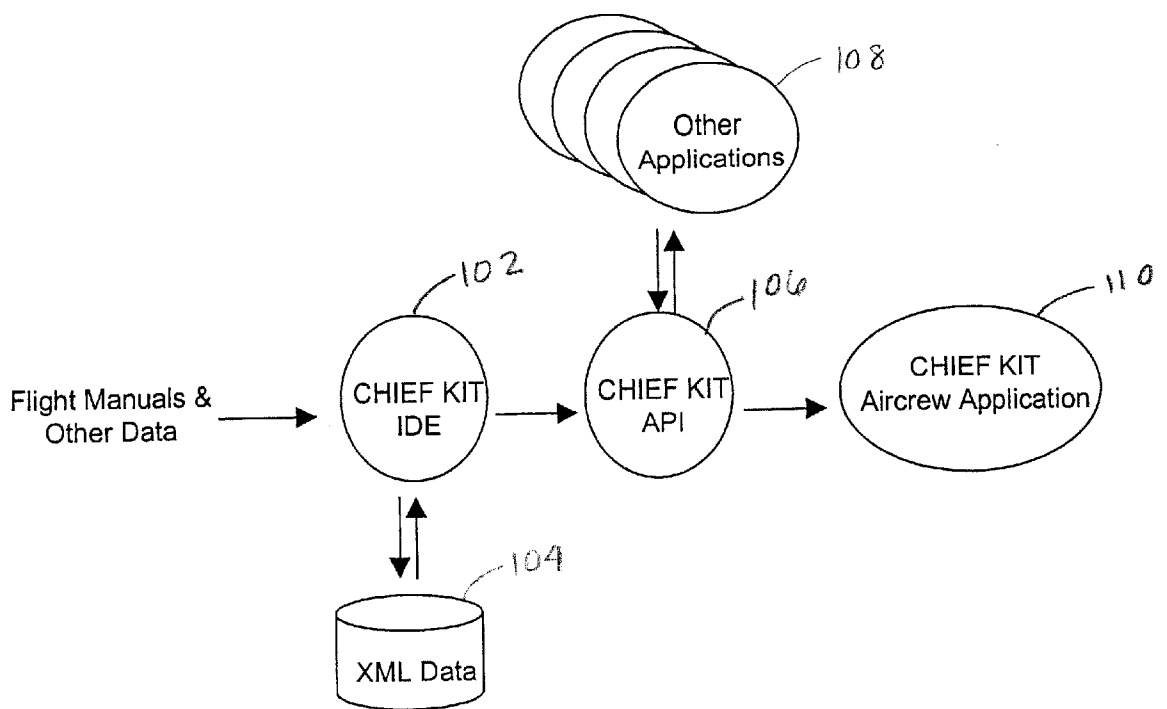 108
Other
Applications
102
106
110
Flight Manuals &
Other Data
CHIEF KIT
IDE
CHIEF KIT
API
CHIEF KIT
Aircrew Application
104
XML Data